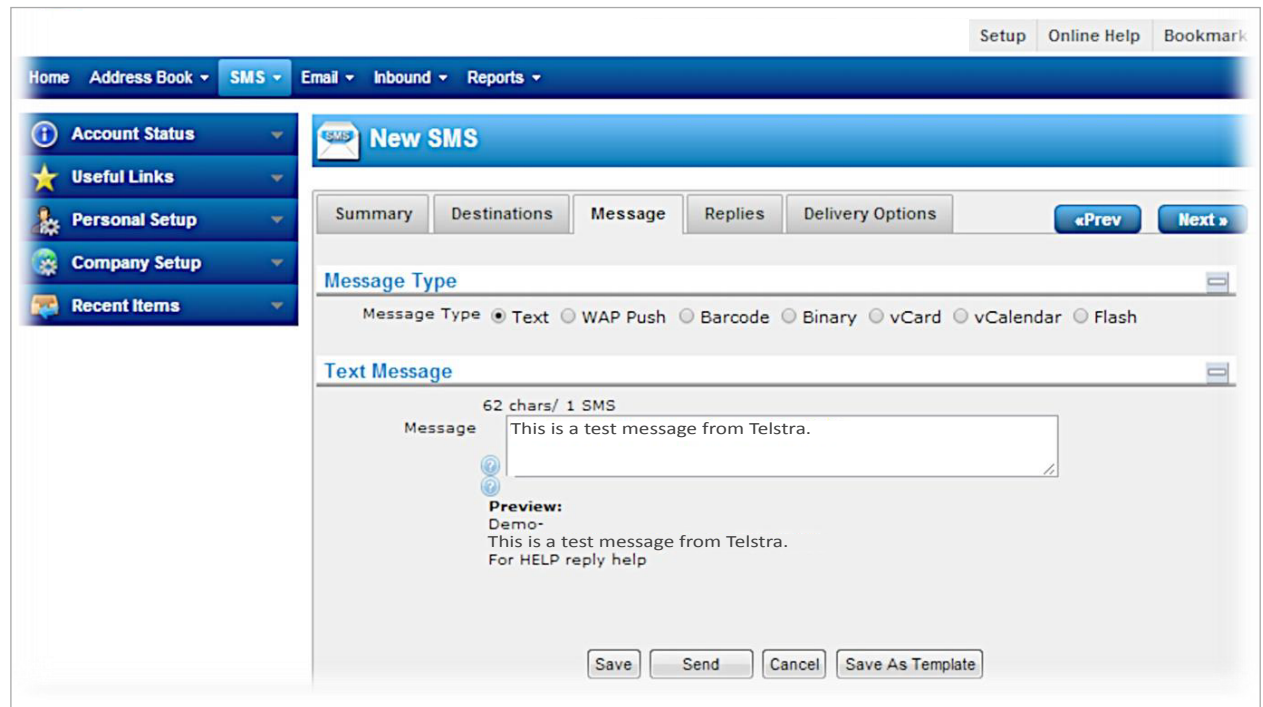 Setup Online Help Bookmark
Home Address Book SMS Email Inbound Reports
Account Status
Useful Links
Personal Setup
Company Setup
Recent Items
SMS New SMS
Summary Destinations Message Replies Delivery Options «Prev Next »
Message Type
Message Type Text WAP Push Barcode Binary vCard vCalendar Flash
Text Message
62 chars/ 1 SMS
Message This is a test message from Telstra.
Preview:
Demo-
This is a test message from Telstra.
For HELP reply help
Save Send Cancel Save As Template